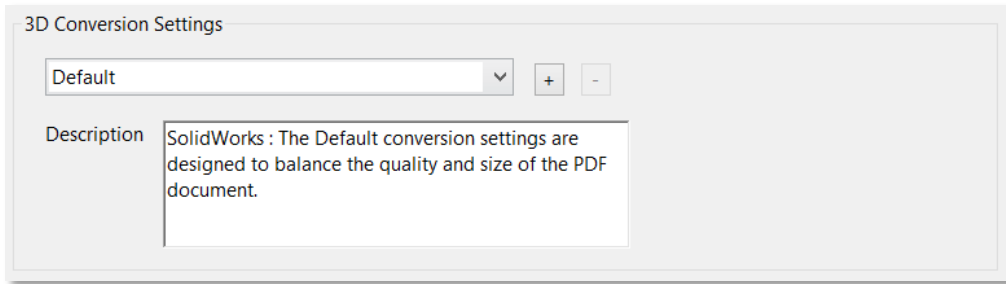 3D Conversion Settings
Default
+ -
Description
SolidWorks : The Default conversion settings are
designed to balance the quality and size of the PDF
document.